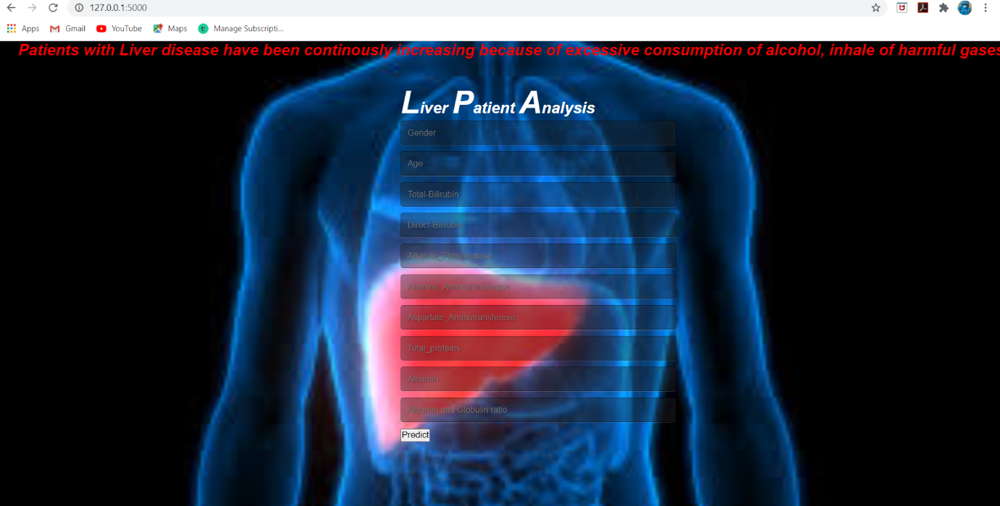 127.0.0.1:5000
Apps Gmail YouTube Maps Manage Subscripti...
Patients with Liver disease have been continously increasing because of excessive consumption of alcohol, inhale of harmful gases
Liver Patient Analysis
Gender
Age
Total-Bilirubin
Direct-Bilirubin
Alkaline_Phosphatase
Alanine_Aminotransferese
Aspartate_Aminotransferese
Total_proteins
Albumin
Albumin and Globulin ratio
Predict